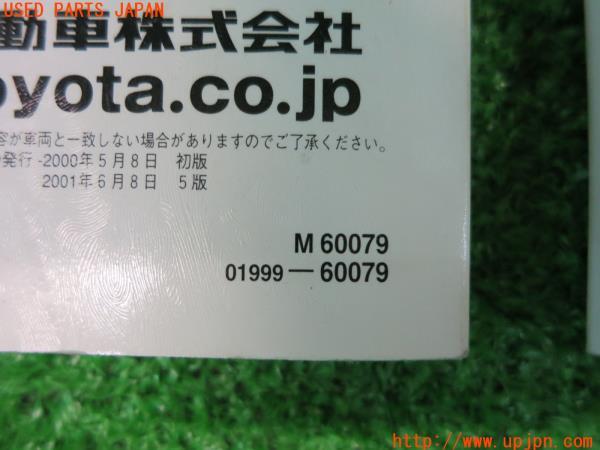 USED PARTS JAPAN
動車株式会社
oyota.co.jp
容が車両と一致しない場合がありますのでご了承ください。
発行-2000年5月8日 初版
2001年6月8日 5版
M 60079
01999—60079
http://www.upjpn.com/